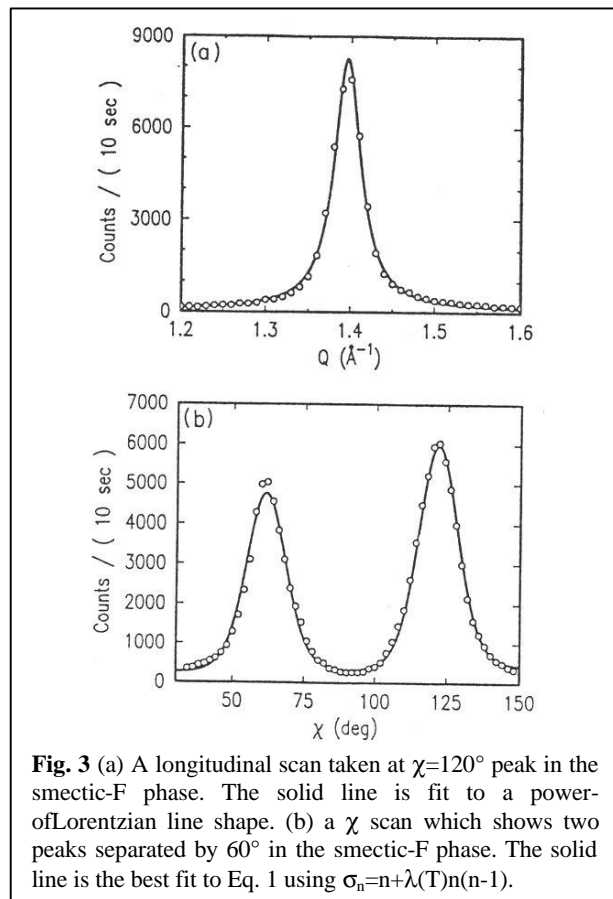 9000
(a)
6000
3000
0
Counts / ( 10 sec)
1.2 1.3 1.4 1.5 1.6
Q (Å⁻¹)
7000
(b)
6000
5000
4000
3000
2000
1000
0
Counts / ( 10 sec)
50 75 100 125 150
χ (deg)
Fig. 3 (a) A longitudinal scan taken at χ=120° peak in the
smectic-F phase. The solid line is fit to a power-
ofLorentzian line shape. (b) a χ scan which shows two
peaks separated by 60° in the smectic-F phase. The solid
line is the best fit to Eq. 1 using σₙ=n+λ(T)n(n-1).